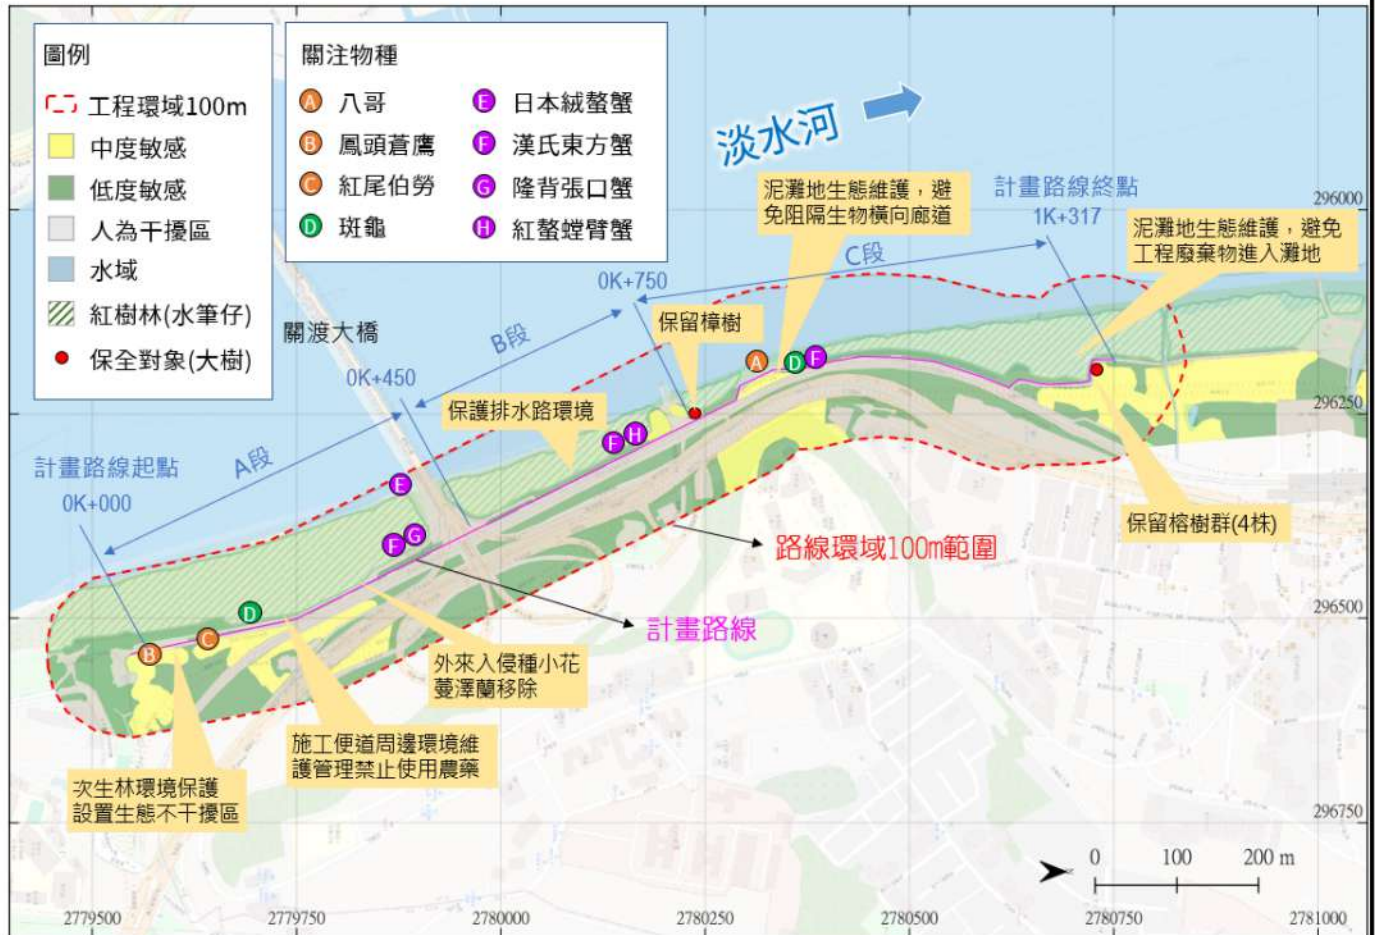 圖例
工程環域100m
中度敏感
低度敏感
人為干擾區
水域
紅樹林(水筆仔)
保全對象(大樹)
關注物種
A 八哥
B 鳳頭蒼鷹
C 紅尾伯勞
D 斑龜
E 日本絨螯蟹
F 漢氏東方蟹
G 隆背張口蟹
H 紅螯螳臂蟹
淡水河
泥灘地生態維護，避
免阻隔生物橫向廊道
計畫路線終點
1K+317
泥灘地生態維護，避免
工程廢棄物進入灘地
296000
C段
0K+750
保留樟樹
B段
關渡大橋
0K+450
A
D
F
保護排水路環境
296250
F
H
A段
計畫路線起點
0K+000
E
G
F
保留榕樹群(4株)
路線環域100m範圍
D
C
B
計畫路線
296500
外來入侵種小花
蔓澤蘭移除
施工便道周邊環境維
護管理禁止使用農藥
次生林環境保護
設置生態不干擾區
296750
0 100 200 m
2779500 2779750 2780000 2780250 2780500 2780750 2781000